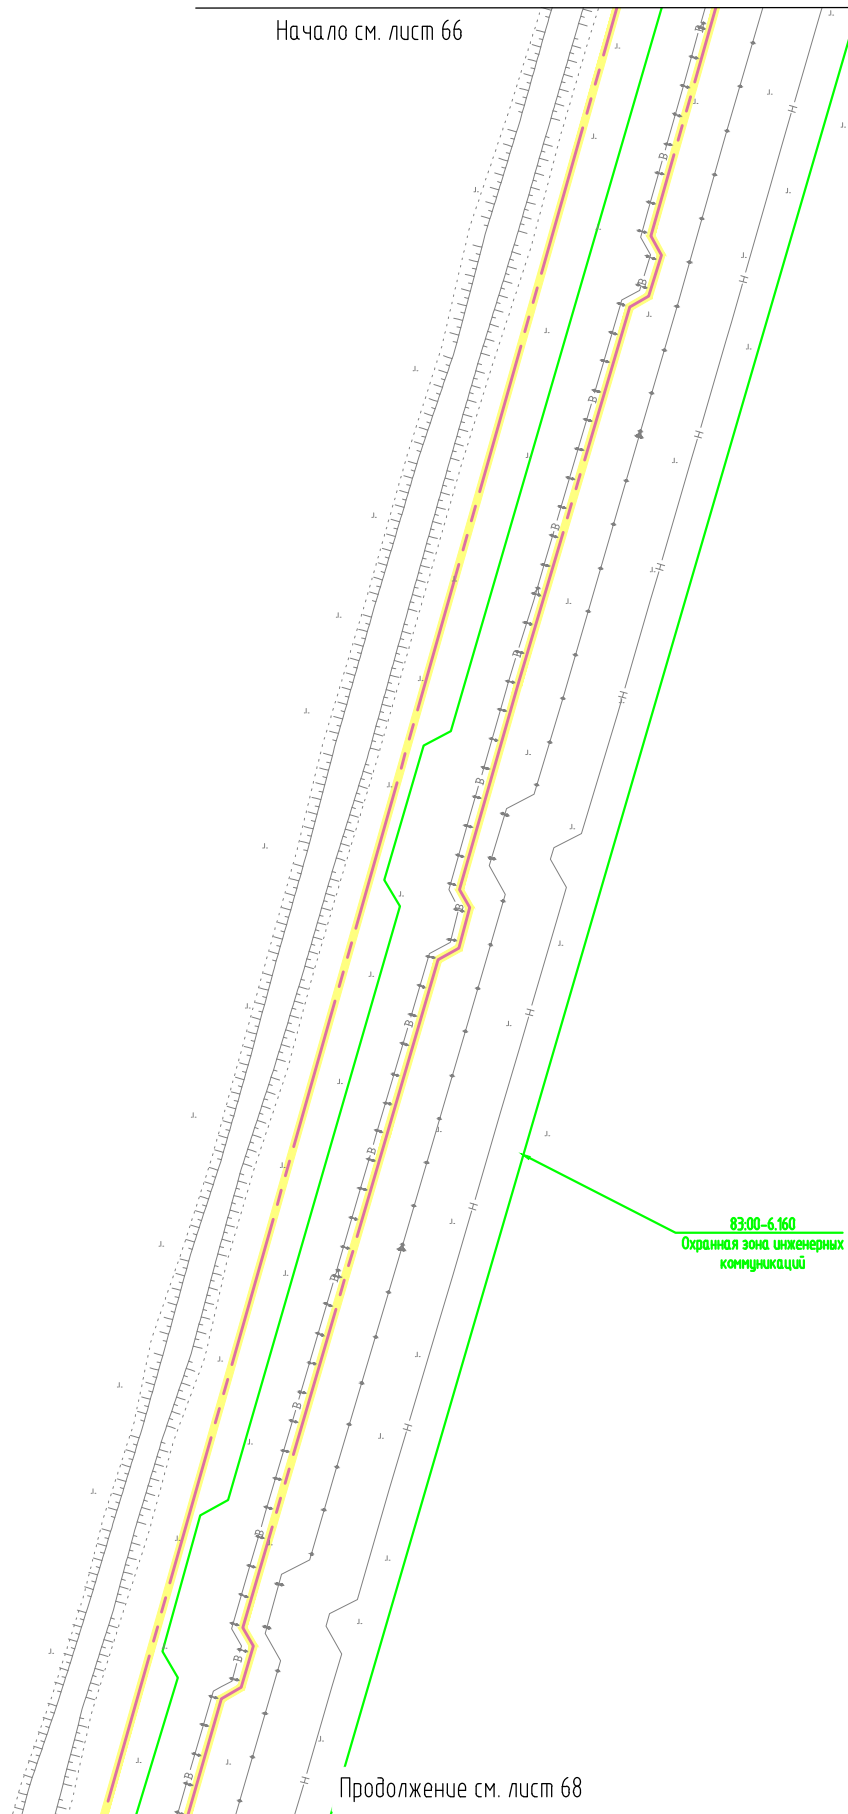 Начало см. лист 66
В
Н
В
Н
В
В
Н
В
Н
В
В
Н
В
В
Н
В
В
Н
83:00-6.160
Охранная зона инженерных
коммуникаций
В
В
Н
В
В
Продолжение см. лист 68
Н
В